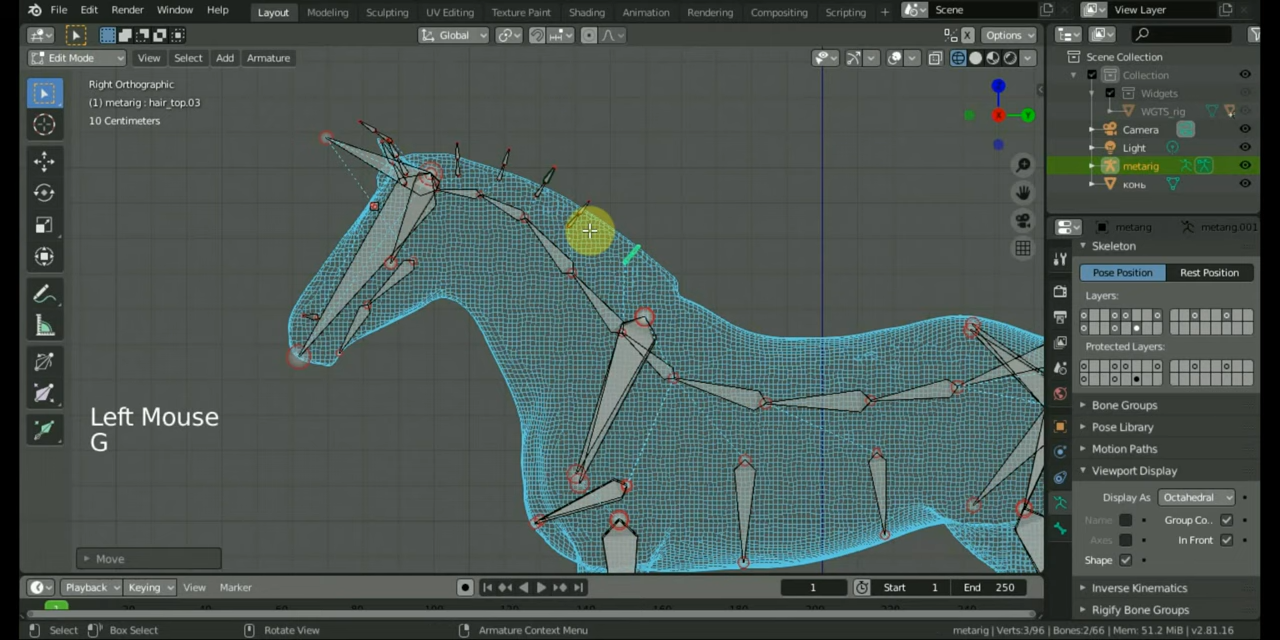 File Edit Render Window Help Layout Modeling Sculpting UV Editing Texture Paint Shading Animation Rendering Compositing Scripting + Scene View Layer
Global Options
Edit Mode View Select Add Armature
Right Orthographic
(1) metarig : hair_top.03
10 Centimeters
Scene Collection
Collection
Widgets
WGTS_rig
Camera
Light
metarig
конь
metarig metarig.001
Skeleton
Pose Position Rest Position
Layers:
Protected Layers:
Bone Groups
Pose Library
Motion Paths
Viewport Display
Display As Octahedral
Name Group Co..
Axes In Front
Shape
Inverse Kinematics
Rigify Bone Groups
X
Y
Z
Left Mouse
G
Move
Playback Keying View Marker 1 Start 1 End 250
Select Box Select Rotate View Armature Context Menu metarig | Verts:3/96 | Bones:2/66 | Mem: 51.2 MiB | v2.81.16